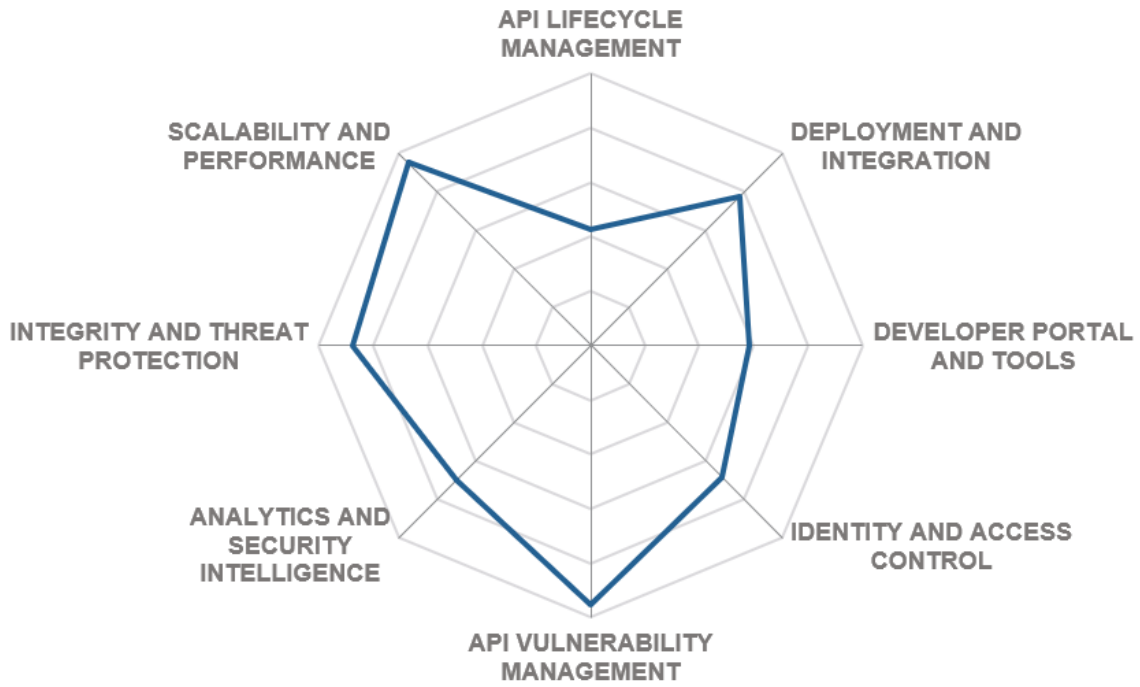 API LIFECYCLE
MANAGEMENT
SCALABILITY AND
PERFORMANCE
DEPLOYMENT AND
INTEGRATION
INTEGRITY AND THREAT
PROTECTION
DEVELOPER PORTAL
AND TOOLS
ANALYTICS AND
SECURITY
INTELLIGENCE
IDENTITY AND ACCESS
CONTROL
API VULNERABILITY
MANAGEMENT